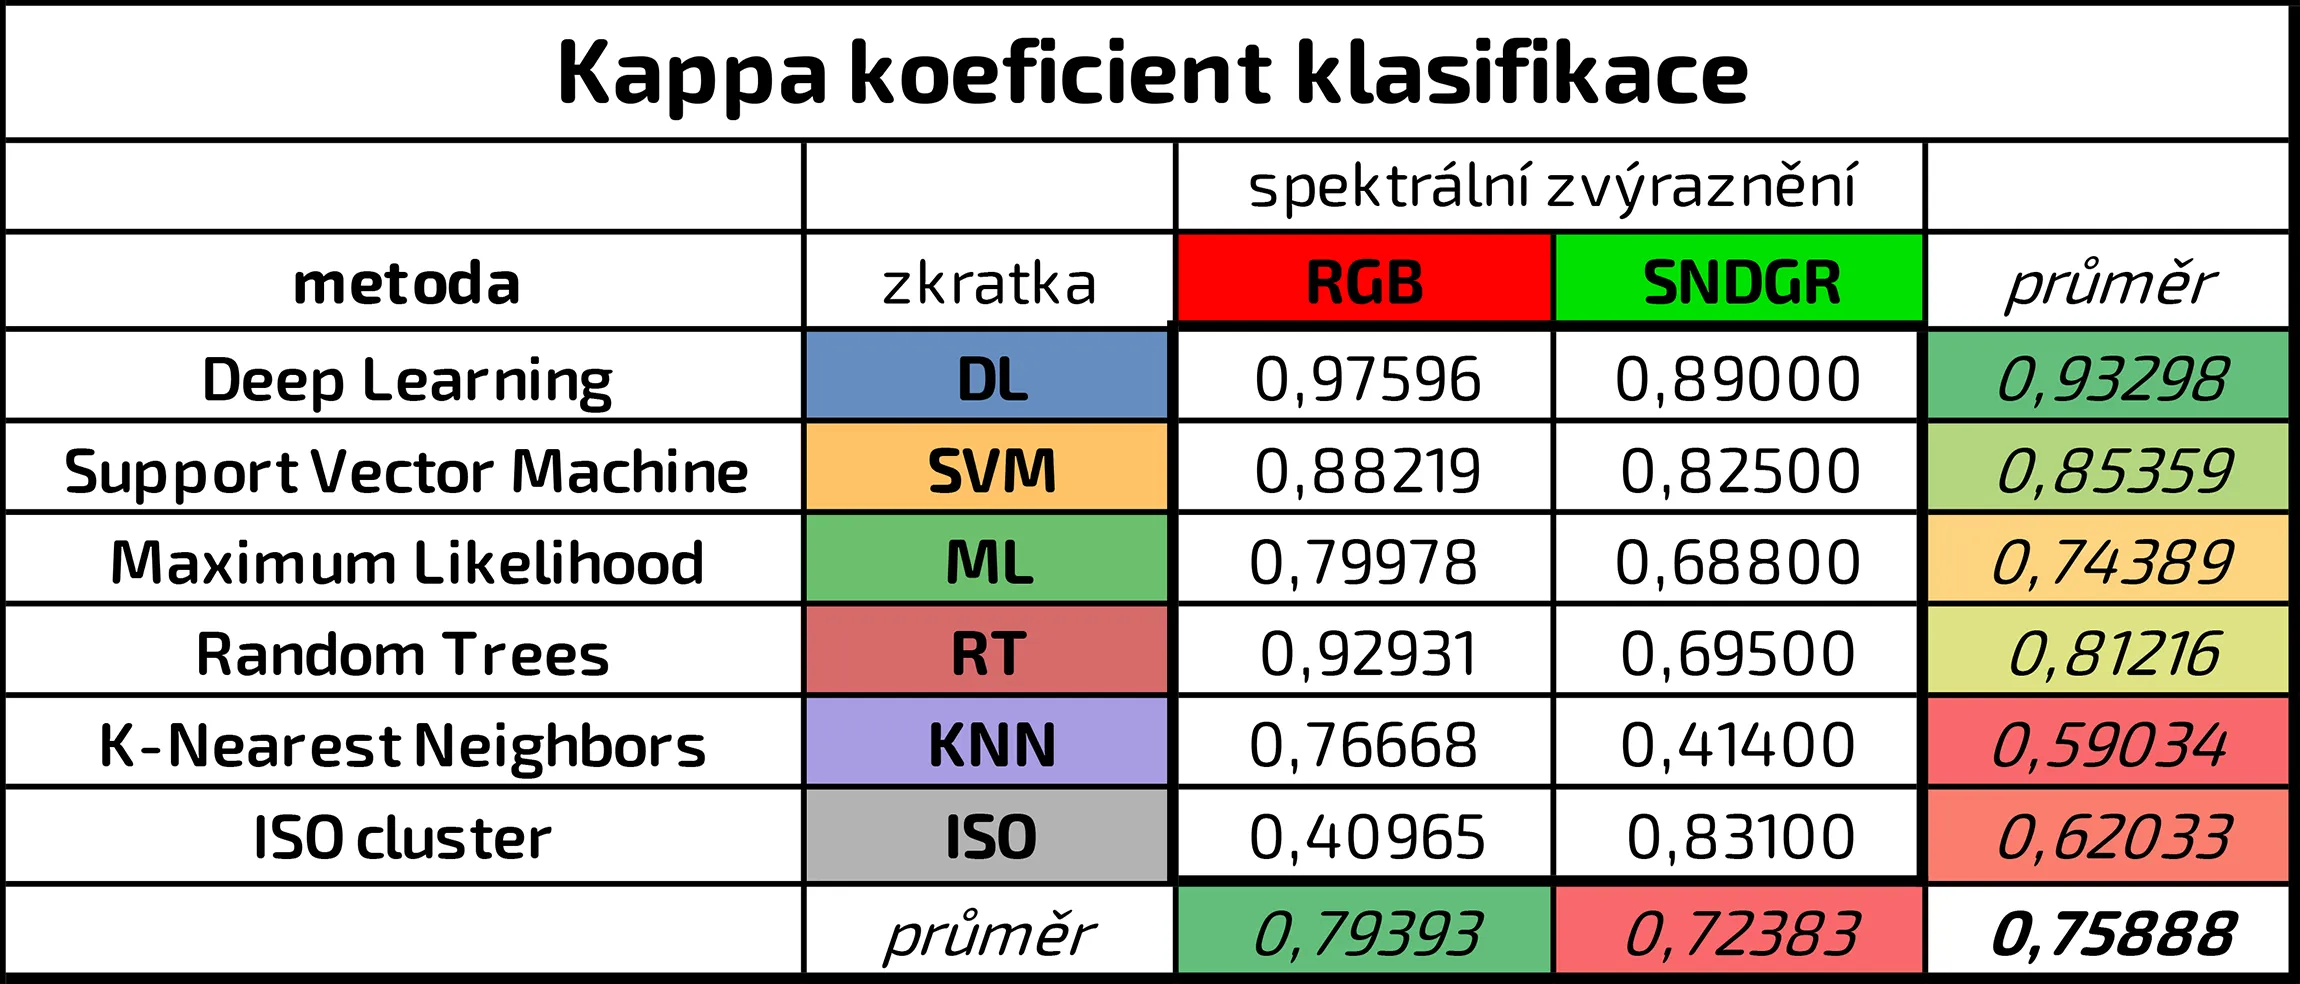 Kappa koeficient klasifikace
spektrální zvýraznění
metoda zkratka RGB SNDGR průměr
Deep Learning DL 0,97596 0,89000 0,93298
Support Vector Machine SVM 0,88219 0,82500 0,85359
Maximum Likelihood ML 0,79978 0,68800 0,74389
Random Trees RT 0,92931 0,69500 0,81216
K-Nearest Neighbors KNN 0,76668 0,41400 0,59034
ISO cluster ISO 0,40965 0,83100 0,62033
průměr 0,79393 0,72383 0,75888